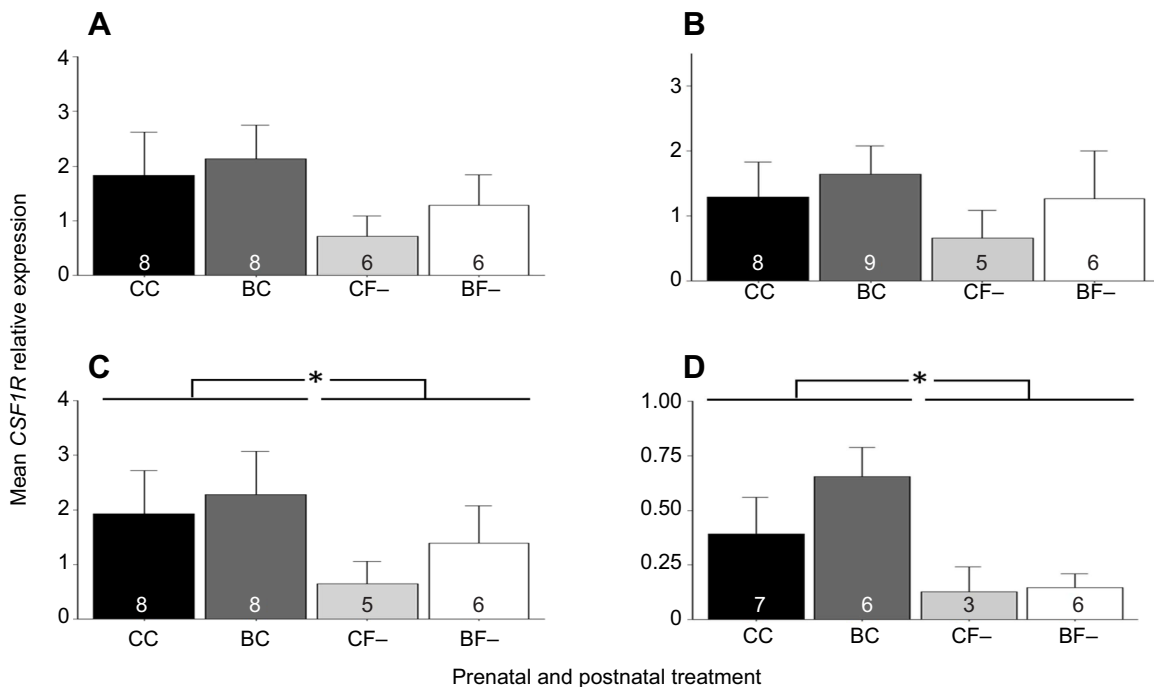 A
B
Mean CSF1R relative expression
4
3
2
1
0
8
8
6
6
CC
BC
CF–
BF–
3
2
1
0
8
9
5
6
CC
BC
CF–
BF–
C
D
*
4
3
2
1
0
8
8
5
6
CC
BC
CF–
BF–
*
1.00
0.75
0.50
0.25
0
7
6
3
6
CC
BC
CF–
BF–
Prenatal and postnatal treatment